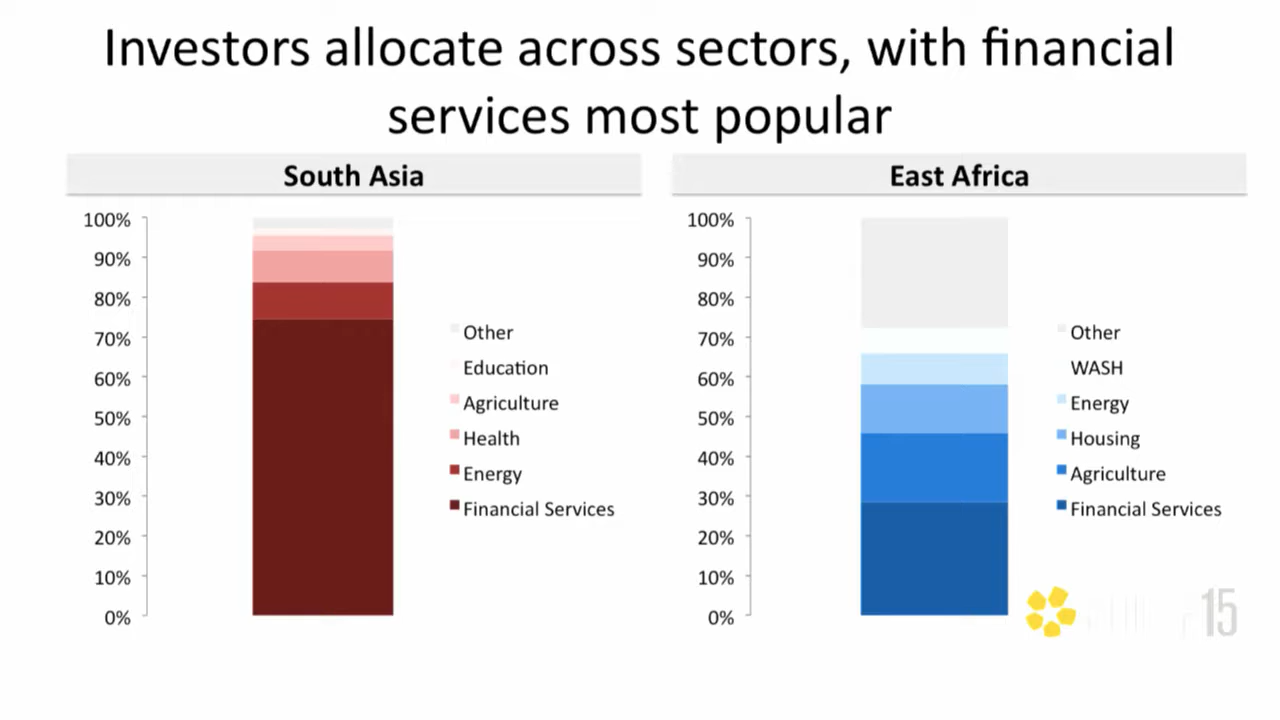 Investors allocate across sectors, with financial
services most popular
South Asia
100%
90%
80%
70%
60%
50%
40%
30%
20%
10%
0%
Other
Education
Agriculture
Health
Energy
Financial Services
East Africa
100%
90%
80%
70%
60%
50%
40%
30%
20%
10%
0%
Other
WASH
Energy
Housing
Agriculture
Financial Services
15